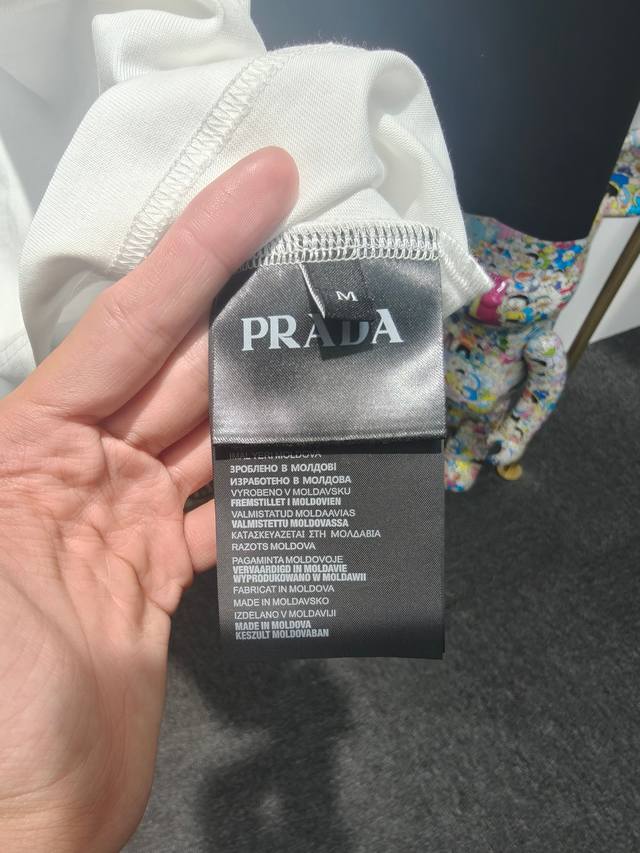 M
PRADA
ЗРОБЛЕНО В МОЛДОВІ
ИЗРАБОТЕНО В МОЛДОВА
VYROBENO V MOLDAVSKU
FREMSTILLET I MOLDOVIEN
VALMISTATUD MOLDAAVIAS
VALMISTETTU MOLDOVASSA
ΚΑΤΑΣΚΕΥΑΖΕΤΑΙ ΣΤΗ ΜΟΛΔΑΒΙΑ
RAZOTS MOLDOVA
PAGAMINTA MOLDOVOJE
VERVAARDIGD IN MOLDAVIE
WYPRODUKOWANO W MOLDAWII
FABRICAT IN MOLDOVA
MADE IN MOLDAVSKO
IZDELANO V MOLDAVIJI
MADE IN MOLDOVA
KESZULT MOLDOVABAN